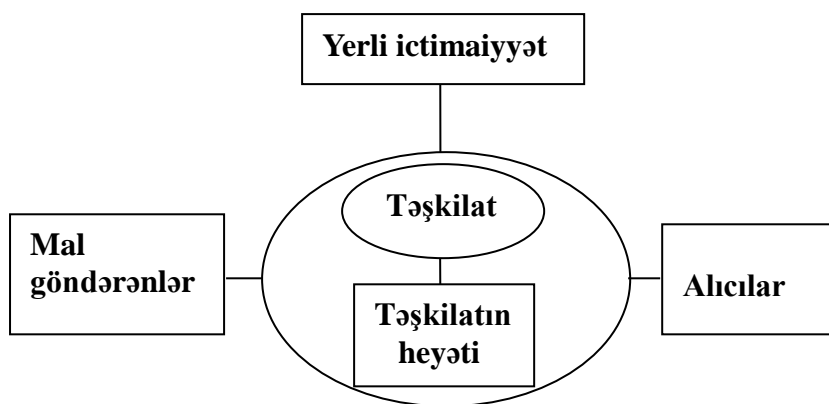 Yerli ictimaiyyət
Təşkilat
Mal
göndərənlər
Alıcılar
Təşkilatın
heyəti